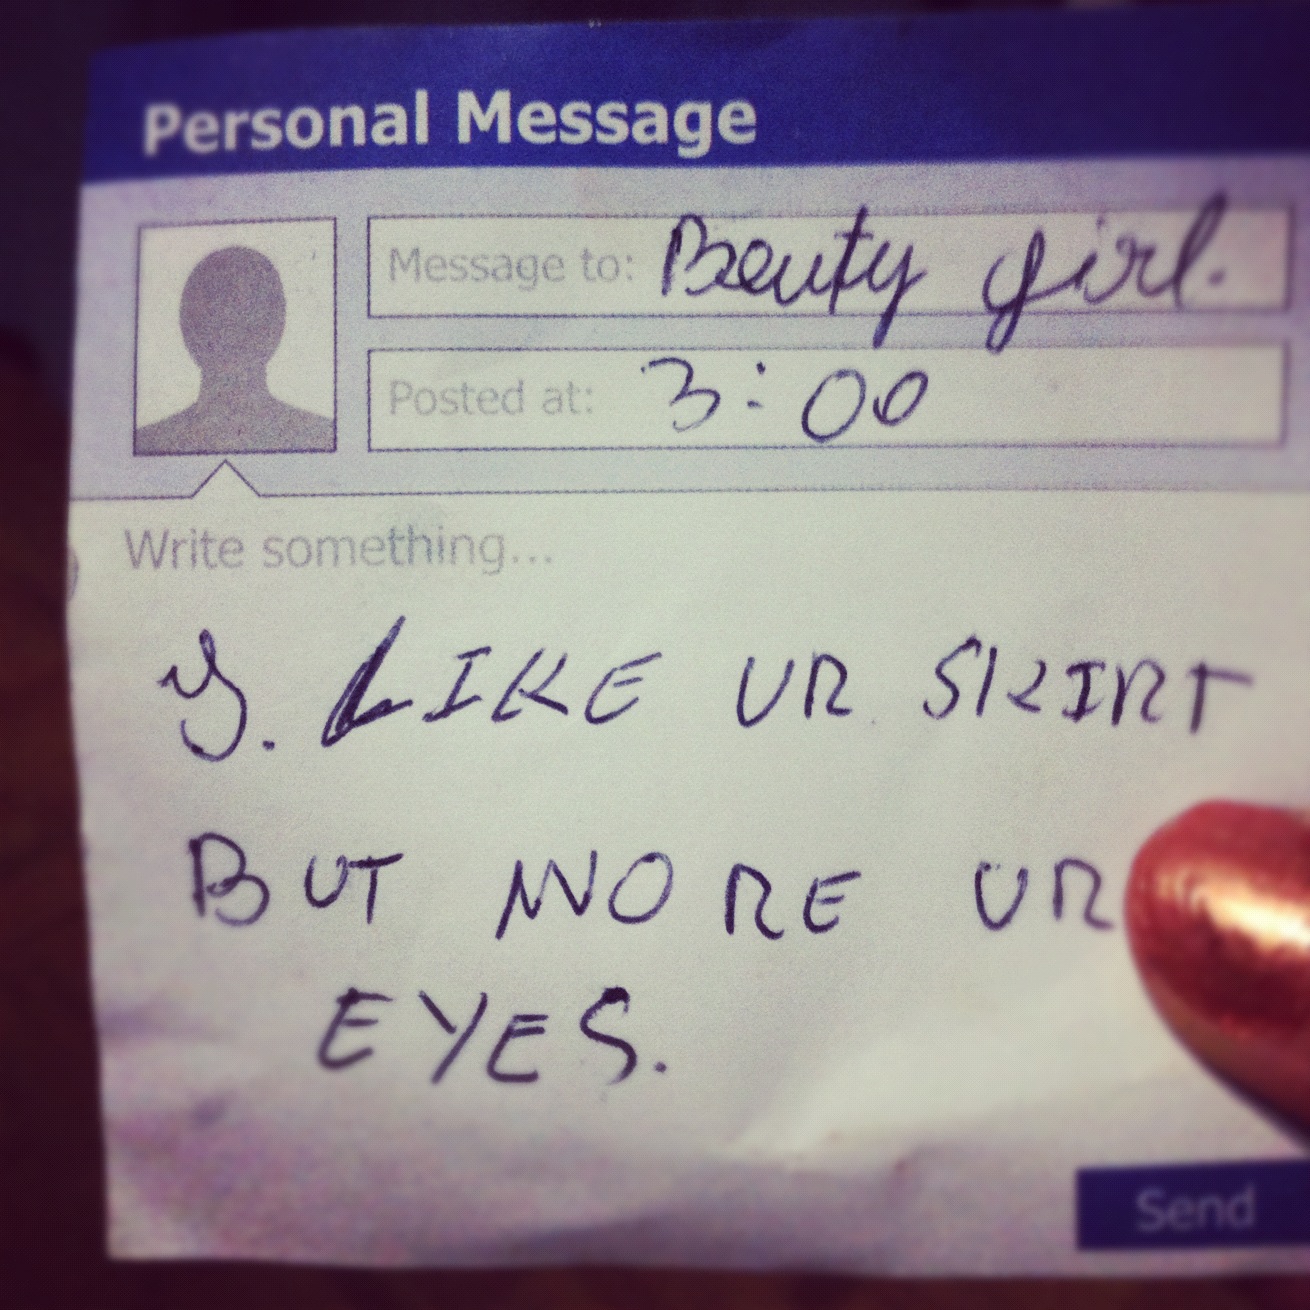 Personal Message
Message to: Beuty girl.
Posted at: 3:00
Write something...
y. LIKE UR SKIRT
BUT MORE UR
EYES.
Send